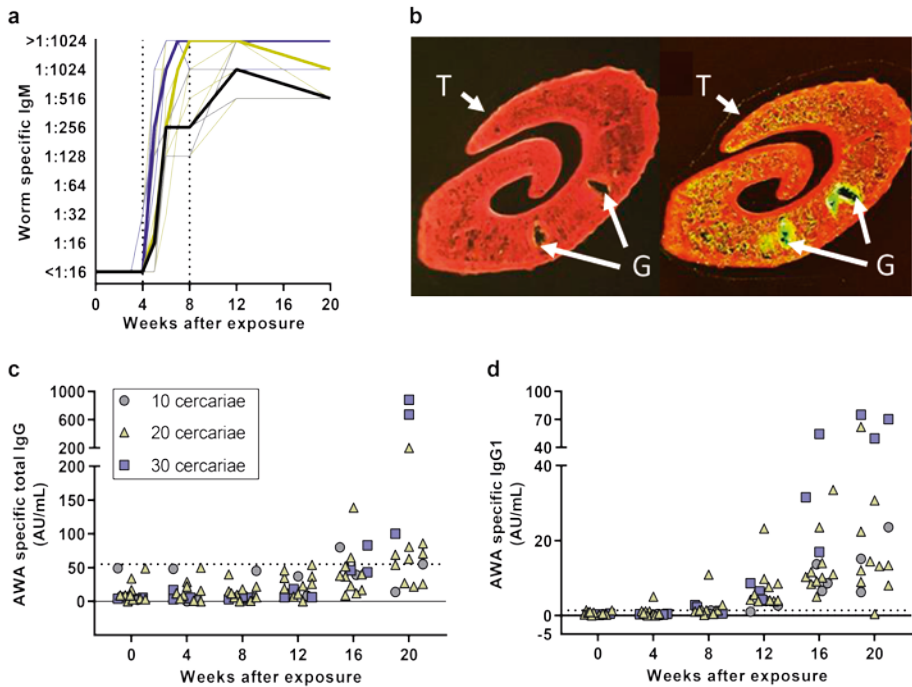 a
Worm specific IgM
>1:1024
1:1024
1:516
1:256
1:128
1:64
1:32
1:16
<1:16
0 4 8 12 16 20
Weeks after exposure
b
T
G
T
G
c
AWA specific total IgG
(AU/mL)
1000
600
200
150
100
50
0
10 cercariae
20 cercariae
30 cercariae
0 4 8 12 16 20
Weeks after exposure
d
AWA specific IgG1
(AU/mL)
100
80
60
40
40
20
0
-5
0 4 8 12 16 20
Weeks after exposure